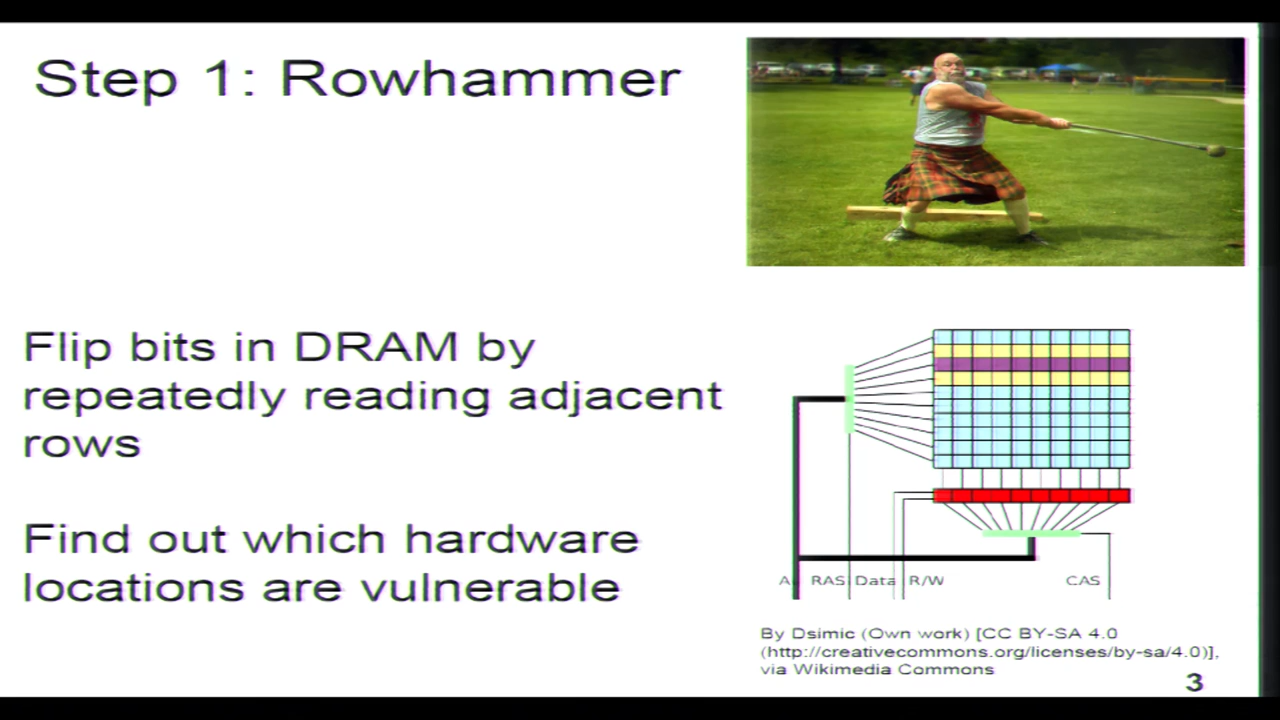 Step 1: Rowhammer
Flip bits in DRAM by
repeatedly reading adjacent
rows
Find out which hardware
locations are vulnerable
RAS Data R/W CAS
By Dsimic (Own work) [CC BY-SA 4.0
(http://creativecommons.org/licenses/by-sa/4.0)],
via Wikimedia Commons
3